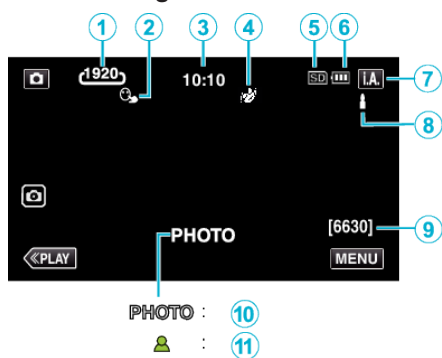 1 2 3 4 5 6
1920 10:10 SD i.A. 7
8
[6630] 9
PHOTO
≪PLAY MENU
PHOTO : 10
: 11